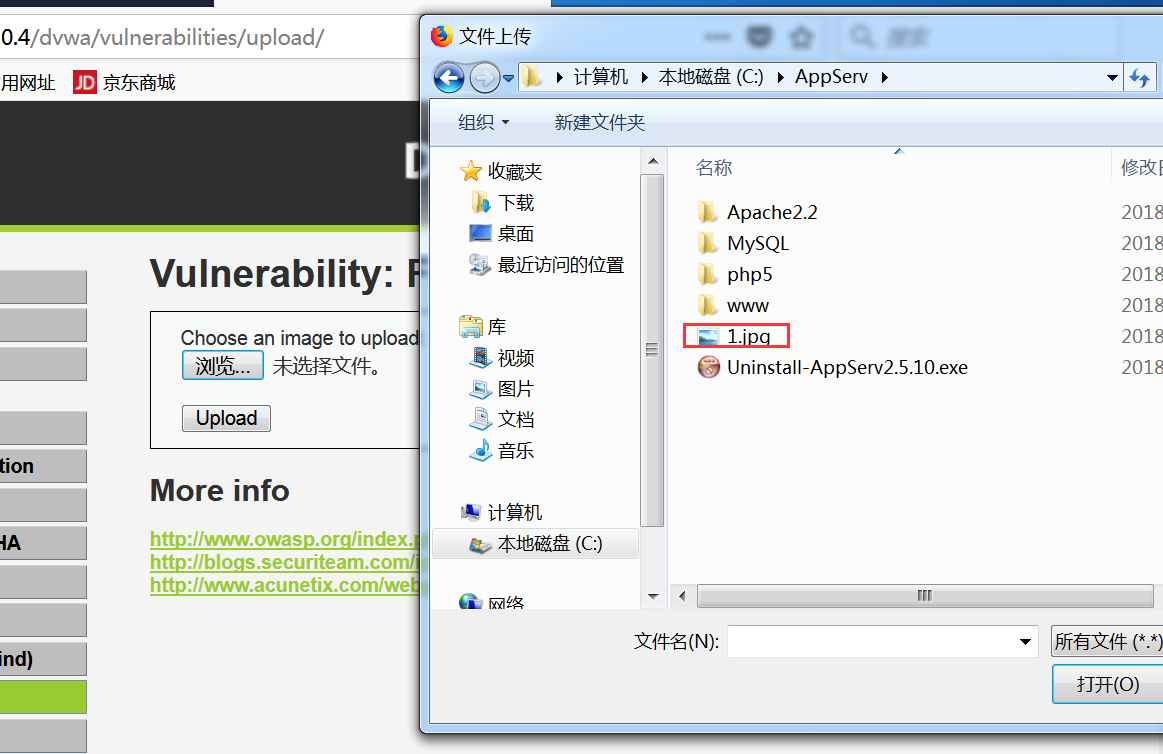 0.4/dvwa/vulnerabilities/upload/
用网址 JD 京东商城
Vulnerability: F
Choose an image to upload
浏览... 未选择文件。
Upload
More info
http://www.owasp.org/index.p
http://blogs.securiteam.com/i
http://www.acunetix.com/web
tion
HA
ind)
文件上传
搜索
计算机 本地磁盘 (C:) AppServ
组织 新建文件夹
收藏夹
下载
桌面
最近访问的位置
库
视频
图片
文档
音乐
计算机
本地磁盘 (C:)
网络
名称 修改日
Apache2.2 2018
MySQL 2018
php5 2018
www 2018
1.jpg 2018
Uninstall-AppServ2.5.10.exe 2018
文件名(N): 所有文件 (*.*)
打开(O)